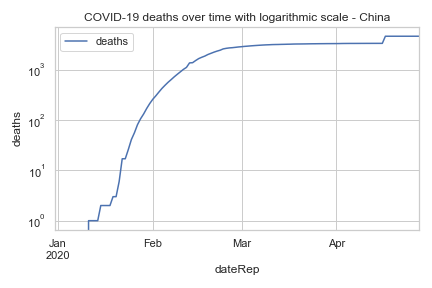 COVID-19 deaths over time with logarithmic scale - China
deaths
10³
10²
10¹
10⁰
deaths
Jan Feb Mar Apr
2020
dateRep